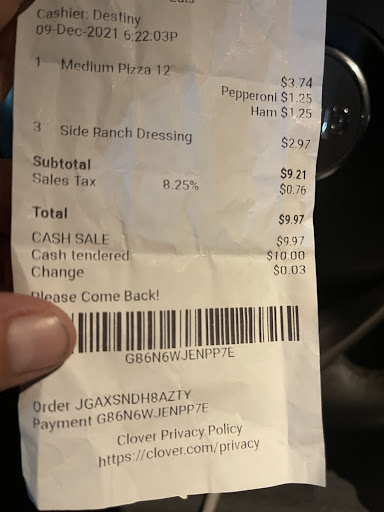 Cashier: Destiny
09-Dec-2021 6:22:03P
1 Medium Pizza 12" $3.74
Pepperoni $1.25
Ham $1.25
3 Side Ranch Dressing $2.97
Subtotal $9.21
Sales Tax 8.25% $0.76
Total $9.97
CASH SALE $9.97
Cash tendered $10.00
Change $0.03
Please Come Back!
G86N6WJENPP7E
Order JGAXSNDH8AZTY
Payment G86N6WJENPP7E
Clover Privacy Policy
https://clover.com/privacy